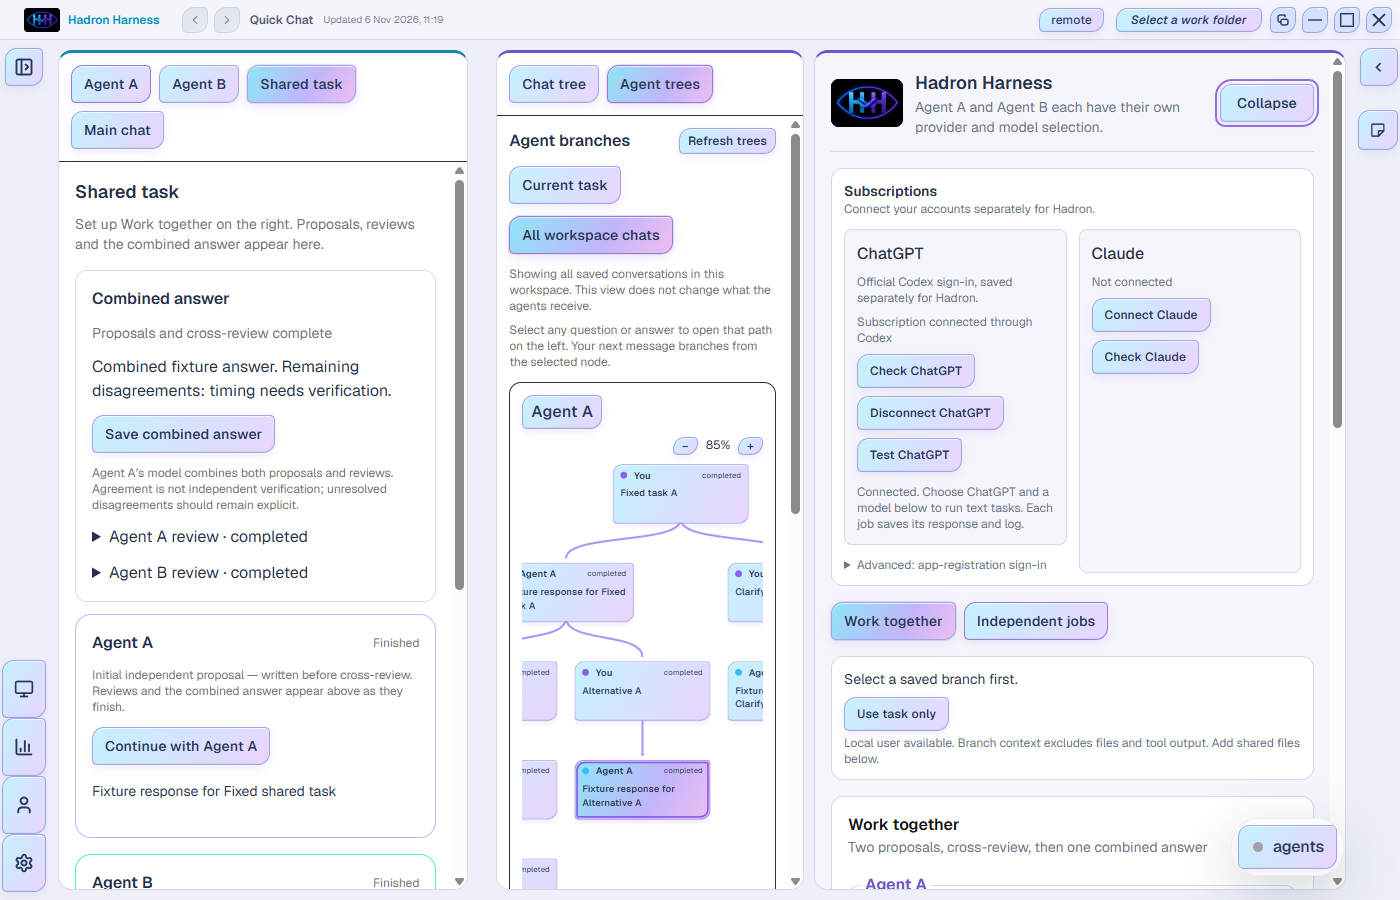 Hadron Harness
Quick Chat
Updated 6 Nov 2026, 11:19
remote
Select a work folder
Agent A
Agent B
Shared task
Main chat
Shared task
Set up Work together on the right. Proposals, reviews
and the combined answer appear here.
Combined answer
Proposals and cross-review complete
Combined fixture answer. Remaining
disagreements: timing needs verification.
Save combined answer
Agent A's model combines both proposals and reviews.
Agreement is not independent verification; unresolved
disagreements should remain explicit.
Agent A review · completed
Agent B review · completed
Agent A
Finished
Initial independent proposal — written before cross-review.
Reviews and the combined answer appear above as they
finish.
Continue with Agent A
Fixture response for Fixed shared task
Agent B
Finished
Chat tree
Agent trees
Agent branches
Refresh trees
Current task
All workspace chats
Showing all saved conversations in this
workspace. This view does not change what the
agents receive.
Select any question or answer to open that path
on the left. Your next message branches from
the selected node.
Agent A
− 85% +
You completed
Fixed task A
Agent A completed
ure response for Fixed
k A
You
Clarify
mpleted
You completed
Alternative A
Age
Fixtur
Clarify
mpleted
Agent A completed
Fixture response for
Alternative A
mpleted
HH
Hadron Harness
Agent A and Agent B each have their own
provider and model selection.
Collapse
Subscriptions
Connect your accounts separately for Hadron.
ChatGPT
Official Codex sign-in, saved
separately for Hadron.
Subscription connected through
Codex
Check ChatGPT
Disconnect ChatGPT
Test ChatGPT
Connected. Choose ChatGPT and a
model below to run text tasks. Each
job saves its response and log.
Claude
Not connected
Connect Claude
Check Claude
Advanced: app-registration sign-in
Work together
Independent jobs
Select a saved branch first.
Use task only
Local user available. Branch context excludes files and tool output. Add shared files
below.
Work together
Two proposals, cross-review, then one combined answer
Agent A
agents